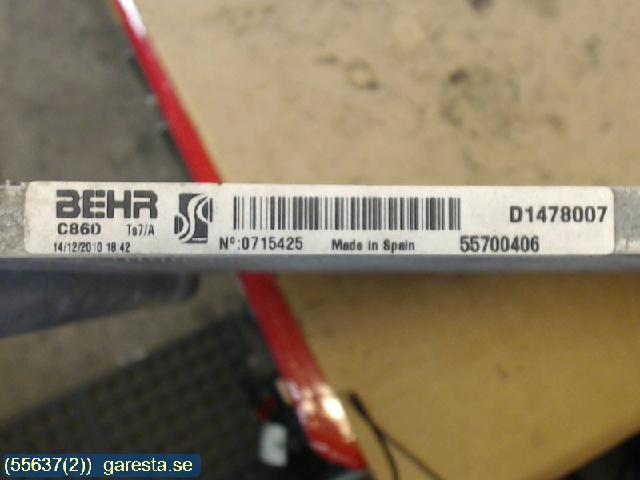 BEHR
C860 Ts7/A
14/12/2010 18.42
Nº:0715425 Made in Spain 55700406
D1478007
(55637(2)) garesta.se